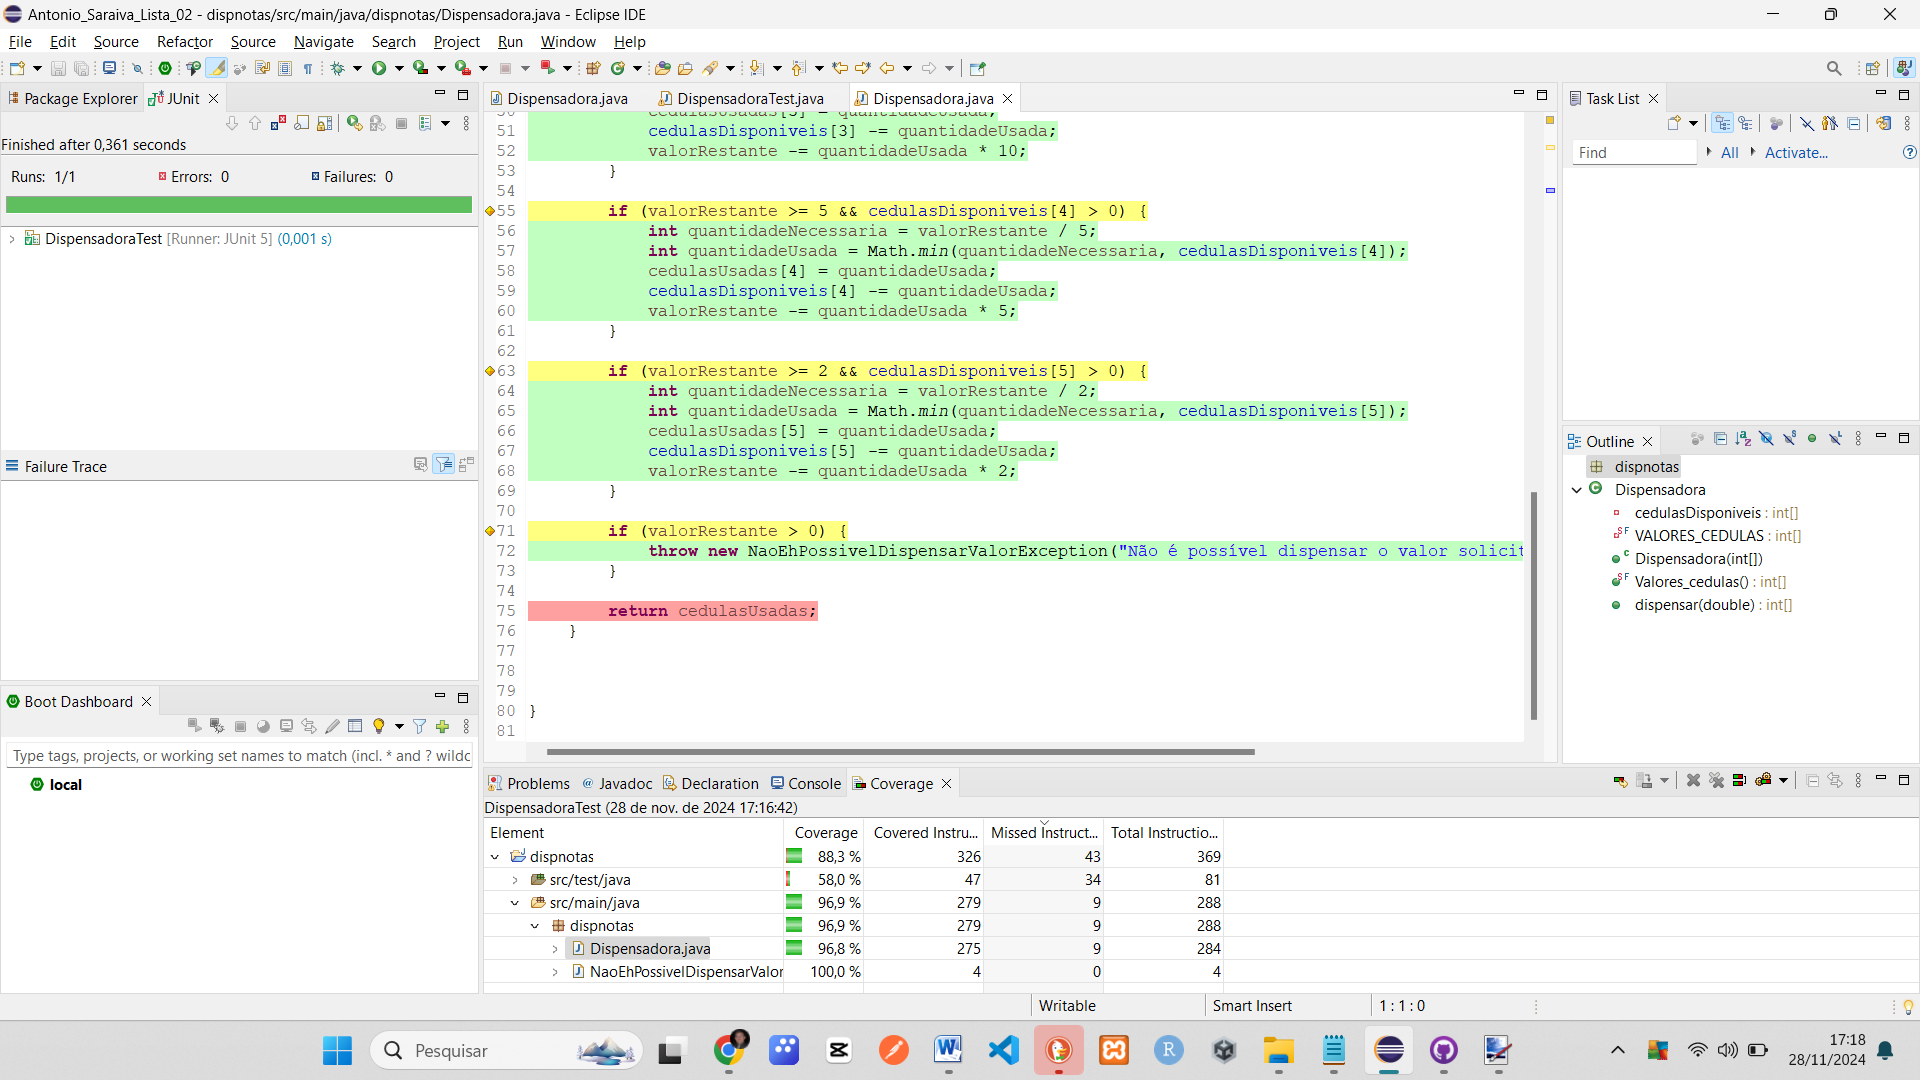 Antonio_Saraiva_Lista_02 - dispnotas/src/main/java/dispnotas/Dispensadora.java - Eclipse IDE
File Edit Source Refactor Source Navigate Search Project Run Window Help
Package Explorer JUnit
Finished after 0,361 seconds
Runs: 1/1 Errors: 0 Failures: 0
DispensadoraTest [Runner: JUnit 5] (0,001 s)
Failure Trace
Boot Dashboard
Type tags, projects, or working set names to match (incl. * and ? wildc
local
Dispensadora.java DispensadoraTest.java Dispensadora.java
50 cedulasUsadas[3] = quantidadeUsada;
51 cedulasDisponiveis[3] -= quantidadeUsada;
52 valorRestante -= quantidadeUsada * 10;
53 }
54
55 if (valorRestante >= 5 && cedulasDisponiveis[4] > 0) {
56 int quantidadeNecessaria = valorRestante / 5;
57 int quantidadeUsada = Math.min(quantidadeNecessaria, cedulasDisponiveis[4]);
58 cedulasUsadas[4] = quantidadeUsada;
59 cedulasDisponiveis[4] -= quantidadeUsada;
60 valorRestante -= quantidadeUsada * 5;
61 }
62
63 if (valorRestante >= 2 && cedulasDisponiveis[5] > 0) {
64 int quantidadeNecessaria = valorRestante / 2;
65 int quantidadeUsada = Math.min(quantidadeNecessaria, cedulasDisponiveis[5]);
66 cedulasUsadas[5] = quantidadeUsada;
67 cedulasDisponiveis[5] -= quantidadeUsada;
68 valorRestante -= quantidadeUsada * 2;
69 }
70
71 if (valorRestante > 0) {
72 throw new NaoEhPossivelDispensarValorException("Não é possível dispensar o valor solicit
73 }
74
75 return cedulasUsadas;
76 }
77
78
79
80 }
81
Task List
Find All Activate...
Outline
dispnotas
Dispensadora
cedulasDisponiveis : int[]
VALORES_CEDULAS : int[]
Dispensadora(int[])
Valores_cedulas() : int[]
dispensar(double) : int[]
Problems Javadoc Declaration Console Coverage
DispensadoraTest (28 de nov. de 2024 17:16:42)
Element Coverage Covered Instru... Missed Instruct... Total Instructio...
dispnotas 88,3 % 326 43 369
src/test/java 58,0 % 47 34 81
src/main/java 96,9 % 279 9 288
dispnotas 96,9 % 279 9 288
Dispensadora.java 96,8 % 275 9 284
NaoEhPossivelDispensarValor 100,0 % 4 0 4
Writable Smart Insert 1 : 1 : 0
Pesquisar
17:18
28/11/2024